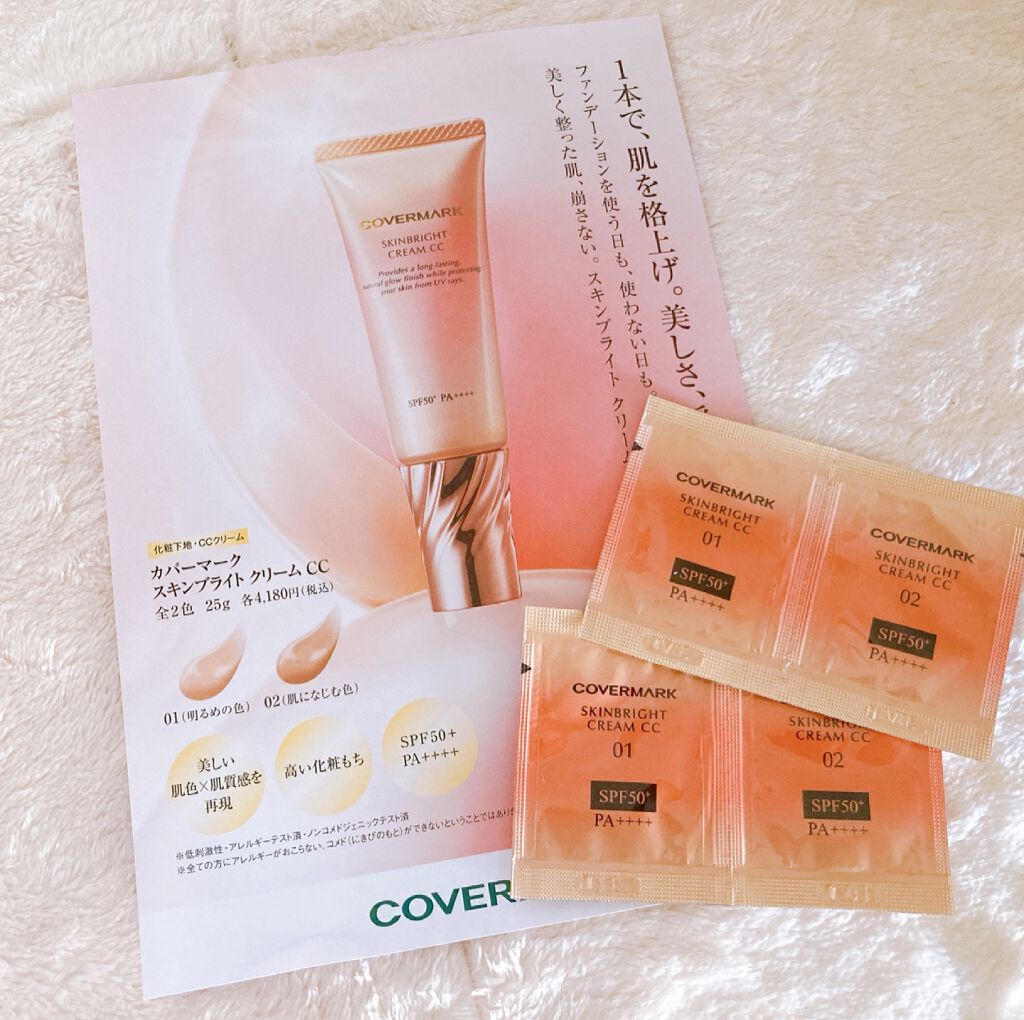 1本で、肌を格上げ。美しさ、
ファンデーションを使う日も、使わない日も。
美しく整った肌、崩さない。スキンブライト クリーム
COVERMARK
SKINBRIGHT
CREAM CC
Provides a long-lasting,
natural glow finish while protecting
your skin from UV rays.
SPF50+ PA++++
化粧下地・CCクリーム
カバーマーク
スキンブライト クリーム CC
全2色 25g 各4,180円(税込)
01(明るめの色) 02(肌になじむ色)
美しい
肌色×肌質感を
再現
高い化粧もち
SPF50+
PA++++
※低刺激性・アレルギーテスト済・ノンコメドジェニックテスト済
※全ての方にアレルギーがおこらない、コメド(にきびのもと)ができないということではあり
COVER
COVERMARK
SKINBRIGHT
CREAM CC
01
SPF50+
PA++++
COVERMARK
SKINBRIGHT
CREAM CC
02
SPF50+
PA++++
COVERMARK
SKINBRIGHT
CREAM CC
01
SPF50+
PA++++
SKINBRIG
CREAM CC
02
SPF50+
PA++++